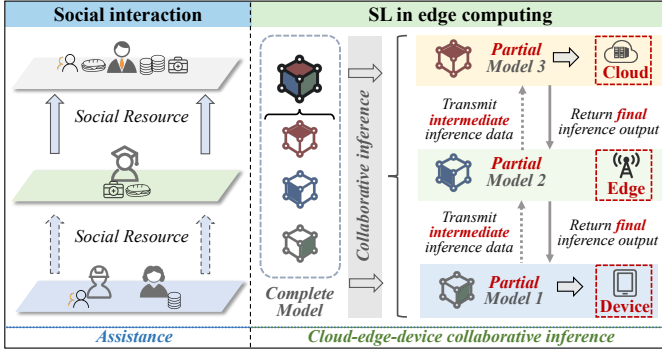 Social interaction
Social Resource
Social Resource
Assistance
SL in edge computing
Complete
Model
Collaborative inference
Partial
Model 3
Cloud
Transmit
intermediate
inference data
Return final
inference output
Partial
Model 2
Edge
Transmit
intermediate
inference data
Return final
inference output
Partial
Model 1
Device
Cloud-edge-device collaborative inference